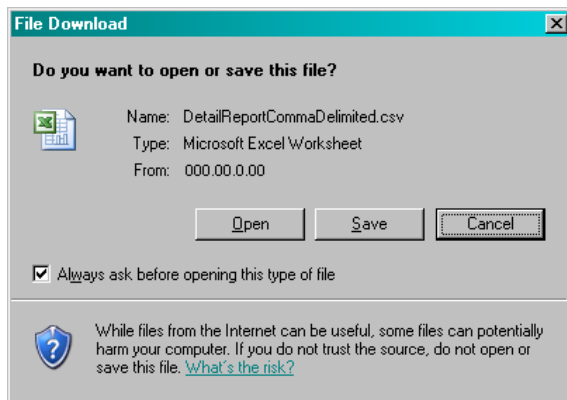 File Download
Do you want to open or save this file?
Name: DetailReportCommaDelimited.csv
Type: Microsoft Excel Worksheet
From: 000.00.0.00
Open Save Cancel
Always ask before opening this type of file
While files from the Internet can be useful, some files can potentially
harm your computer. If you do not trust the source, do not open or
save this file. What's the risk?